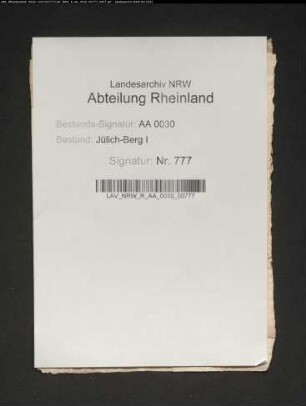 Landesarchiv NRW
Abteilung Rheinland
Bestands-Signatur: AA 0030
Bestand: Jülich-Berg I
Signatur: Nr. 777
LAV_NRW_R_AA_0030_00777